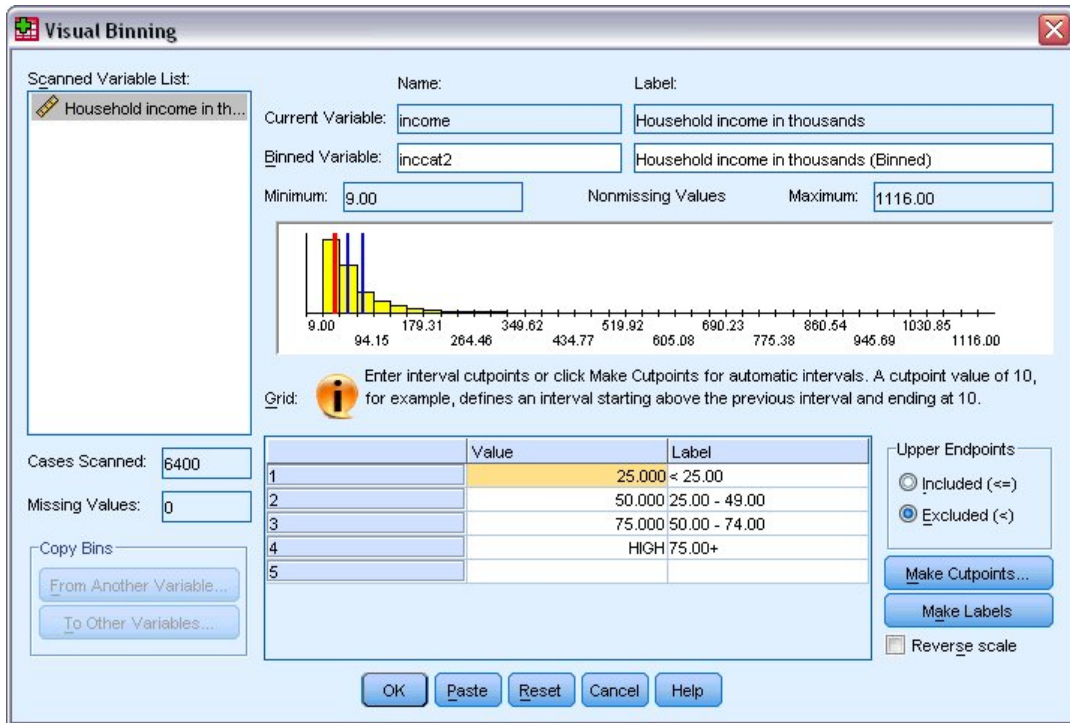 Visual Binning
Scanned Variable List:
Household income in th...
Name:
Label:
Current Variable:
income
Household income in thousands
Binned Variable:
inccat2
Household income in thousands (Binned)
Minimum:
9.00
Nonmissing Values
Maximum:
1116.00
9.00 179.31 349.62 519.92 690.23 860.54 1030.85
94.15 264.46 434.77 605.08 775.38 945.69 1116.00
Grid:
Enter interval cutpoints or click Make Cutpoints for automatic intervals. A cutpoint value of 10,
for example, defines an interval starting above the previous interval and ending at 10.
Cases Scanned:
6400
Missing Values:
0
Copy Bins
From Another Variable...
To Other Variables...
Value Label
1 25.000 < 25.00
2 50.000 25.00 - 49.00
3 75.000 50.00 - 74.00
4 HIGH 75.00+
5
Upper Endpoints
Included (<=)
Excluded (<)
Make Cutpoints...
Make Labels
Reverse scale
OK
Paste
Reset
Cancel
Help